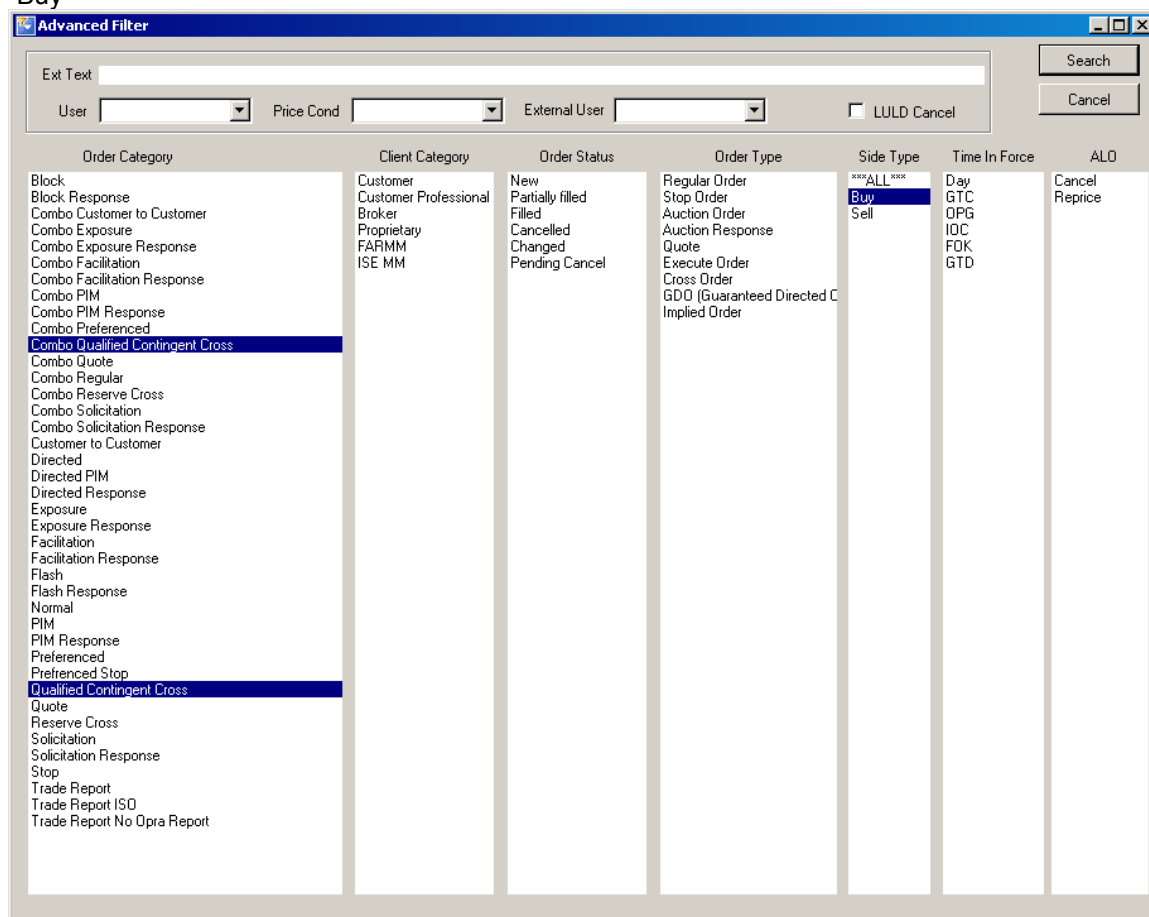 Buy
Advanced Filter
Ext Text
Search
User
Price Cond
External User
LULD Cancel
Cancel
Order Category
Client Category
Order Status
Order Type
Side Type
Time In Force
ALO
Block
Block Response
Combo Customer to Customer
Combo Exposure
Combo Exposure Response
Combo Facilitation
Combo Facilitation Response
Combo PIM
Combo PIM Response
Combo Preferenced
Combo Qualified Contingent Cross
Combo Quote
Combo Regular
Combo Reserve Cross
Combo Solicitation
Combo Solicitation Response
Customer to Customer
Directed
Directed PIM
Directed Response
Exposure
Exposure Response
Facilitation
Facilitation Response
Flash
Flash Response
Normal
PIM
PIM Response
Preferenced
Prefrenced Stop
Qualified Contingent Cross
Quote
Reserve Cross
Solicitation
Solicitation Response
Stop
Trade Report
Trade Report ISO
Trade Report No Opra Report
Customer
Customer Professional
Broker
Proprietary
FARMM
ISE MM
New
Partially filled
Filled
Cancelled
Changed
Pending Cancel
Regular Order
Stop Order
Auction Order
Auction Response
Quote
Execute Order
Cross Order
GDO (Guaranteed Directed O
Implied Order
***ALL***
Buy
Sell
Day
GTC
OPG
IOC
FOK
GTD
Cancel
Reprice